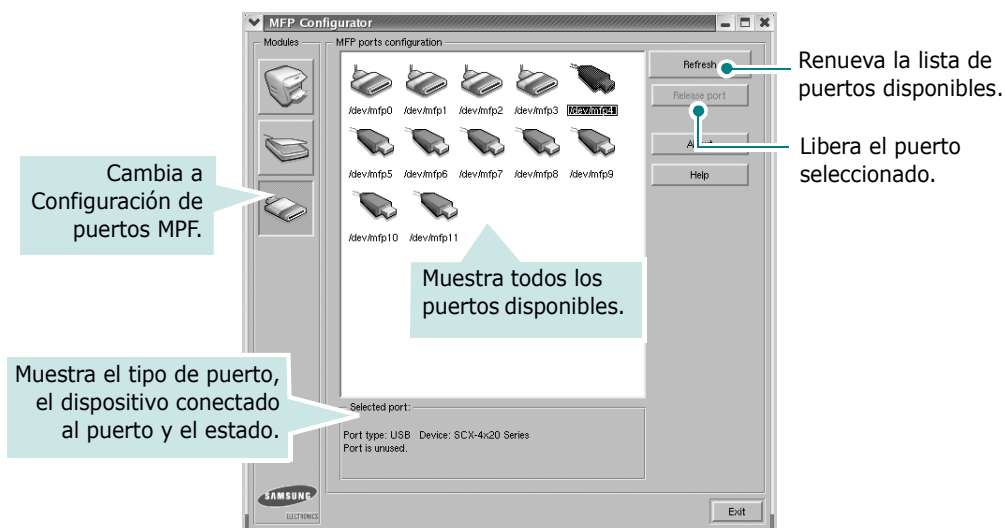 MFP Configurator
Modules
MFP ports configuration
/dev/mfp0 /dev/mfp1 /dev/mfp2 /dev/mfp3 /dev/mfp4
/dev/mfp5 /dev/mfp6 /dev/mfp7 /dev/mfp8 /dev/mfp9
/dev/mfp10 /dev/mfp11
Refresh
Release port
Help
Renueva la lista de
puertos disponibles.
Libera el puerto
seleccionado.
Cambia a
Configuración de
puertos MPF.
Muestra todos los
puertos disponibles.
Muestra el tipo de puerto,
el dispositivo conectado
al puerto y el estado.
Selected port:
Port type: USB Device: SCX-4x20 Series
Port is unused.
SAMSUNG
ELECTRONICS
Exit